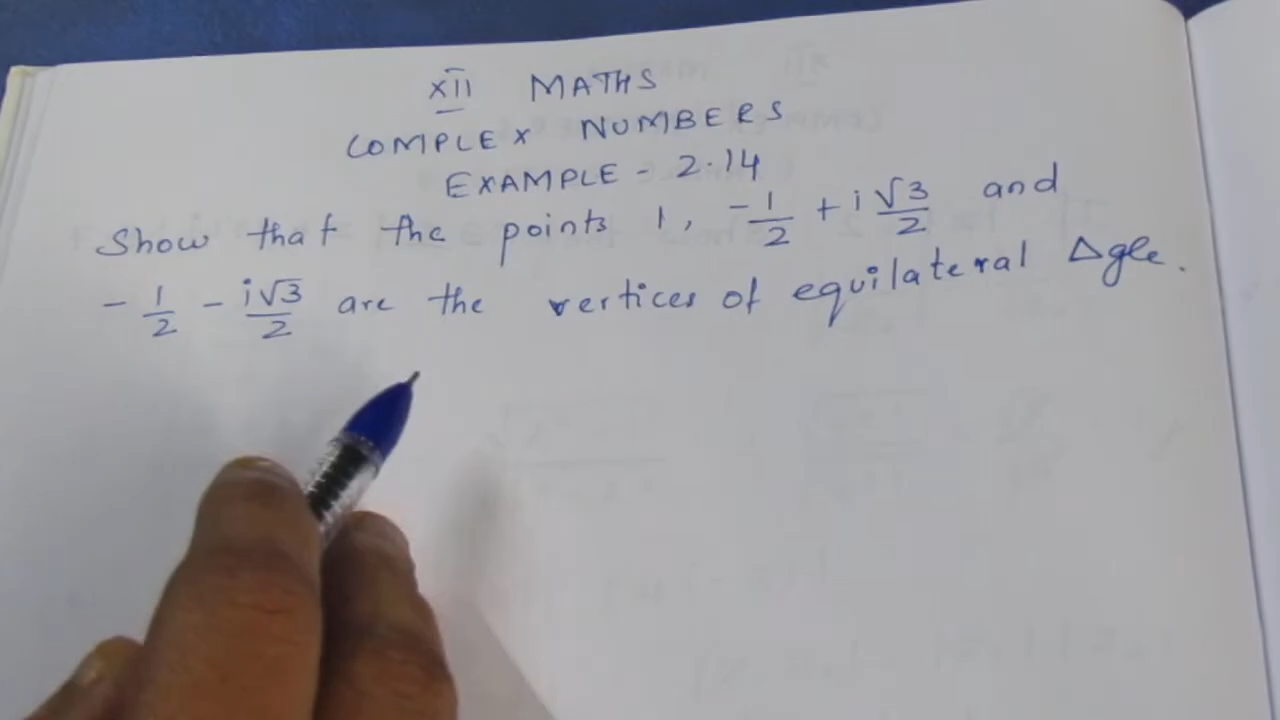 XII MATHS
COMPLEX NUMBERS
EXAMPLE - 2.14
Show that the points 1, -1/2 + i √3/2 and
- 1/2 - i√3/2 are the vertices of equilateral Δgle.